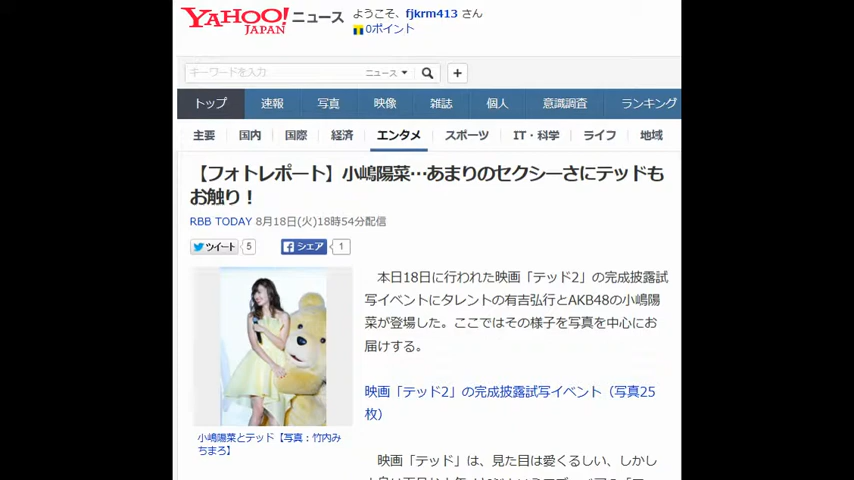 YAHOO! JAPAN ニュース
ようこそ、fjkrm413 さん
0ポイント
キーワードを入力 ニュース
トップ 速報 写真 映像 雑誌 個人 意識調査 ランキング
主要 国内 国際 経済 エンタメ スポーツ IT・科学 ライフ 地域
【フォトレポート】小嶋陽菜…あまりのセクシーさにテッドも
お触り！
RBB TODAY 8月18日(火)18時54分配信
ツイート 5 シェア 1
本日18日に行われた映画「テッド2」の完成披露試
写イベントにタレントの有吉弘行とAKB48の小嶋陽
菜が登場した。ここではその様子を写真を中心にお
届けする。
映画「テッド2」の完成披露試写イベント（写真25
枚）
小嶋陽菜とテッド【写真：竹内み
ちまろ】
映画「テッド」は、見た目は愛くるしい、しかし